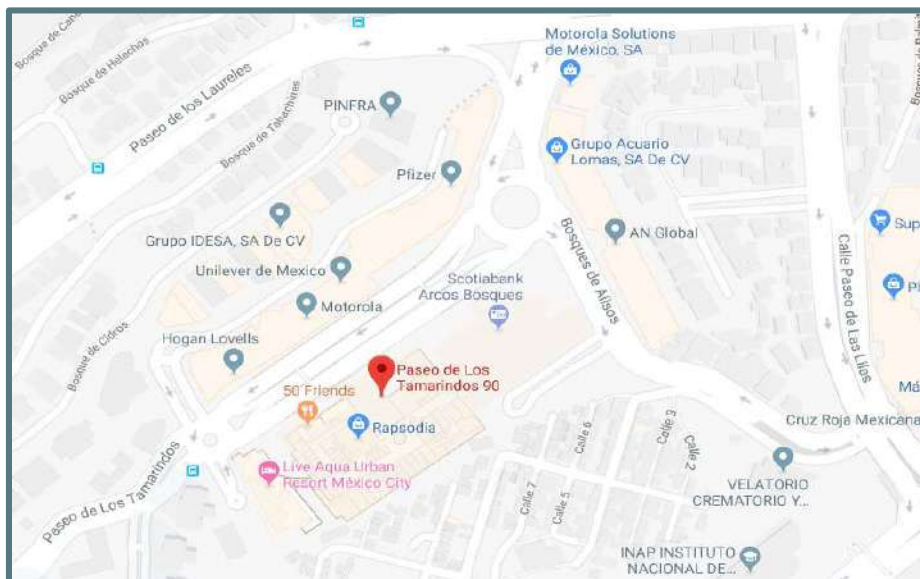 Bosque de Helechos
Paseo de los Laureles
Bosque de Tabachines
PINFRA
Motorola Solutions
de México, SA
Grupo Acuario
Lomas, SA De CV
Pfizer
Grupo IDESA, SA De CV
Unilever de Mexico
Motorola
Hogan Lovells
Bosque de Cidros
AN Global
Scotiabank
Arcos Bosques
Bosques de Alisos
Calle Paseo de Las Lilas
Sup
Paseo de Los
Tamarindos 90
50 Friends
Rapsodia
Live Aqua Urban
Resort México City
Paseo de Los Tamarindos
Calle 6
Calle 3
Calle 2
Calle 7
Calle 5
Má
Cruz Roja Mexicana
VELATORIO
CREMATORIO Y...
INAP INSTITUTO
NACIONAL DE...